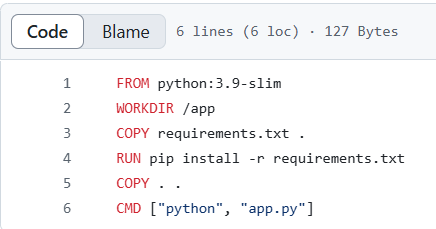 Code Blame 6 lines (6 loc) · 127 Bytes
1 FROM python:3.9-slim
2 WORKDIR /app
3 COPY requirements.txt .
4 RUN pip install -r requirements.txt
5 COPY . .
6 CMD ["python", "app.py"]